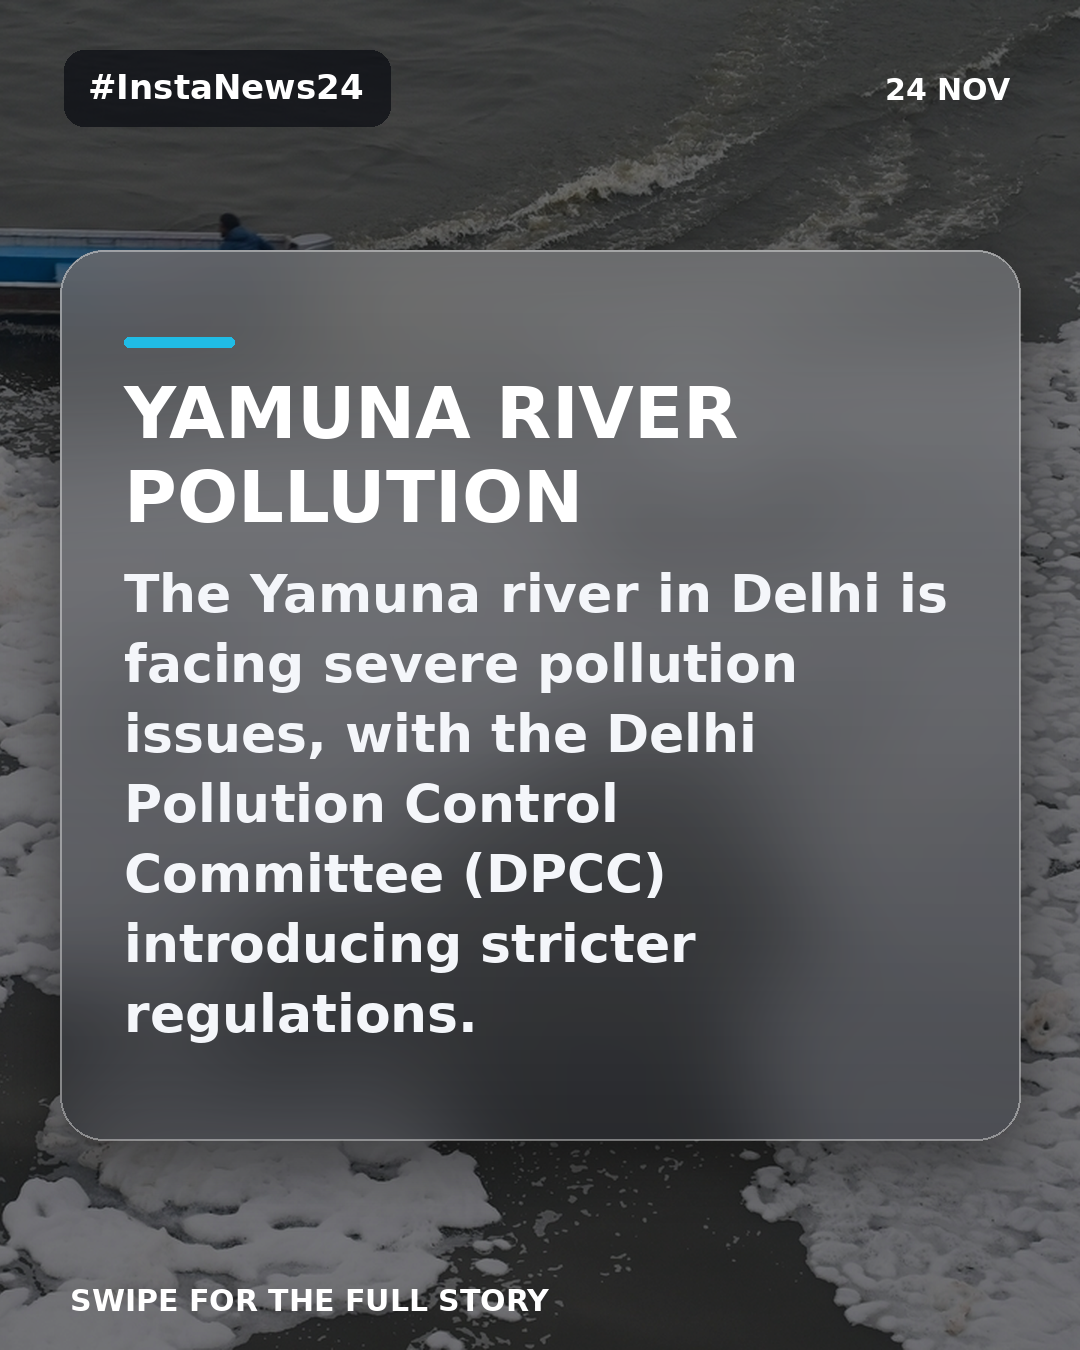 #InstaNews24
24 NOV
YAMUNA RIVER
POLLUTION
The Yamuna river in Delhi is
facing severe pollution
issues, with the Delhi
Pollution Control
Committee (DPCC)
introducing stricter
regulations.
SWIPE FOR THE FULL STORY